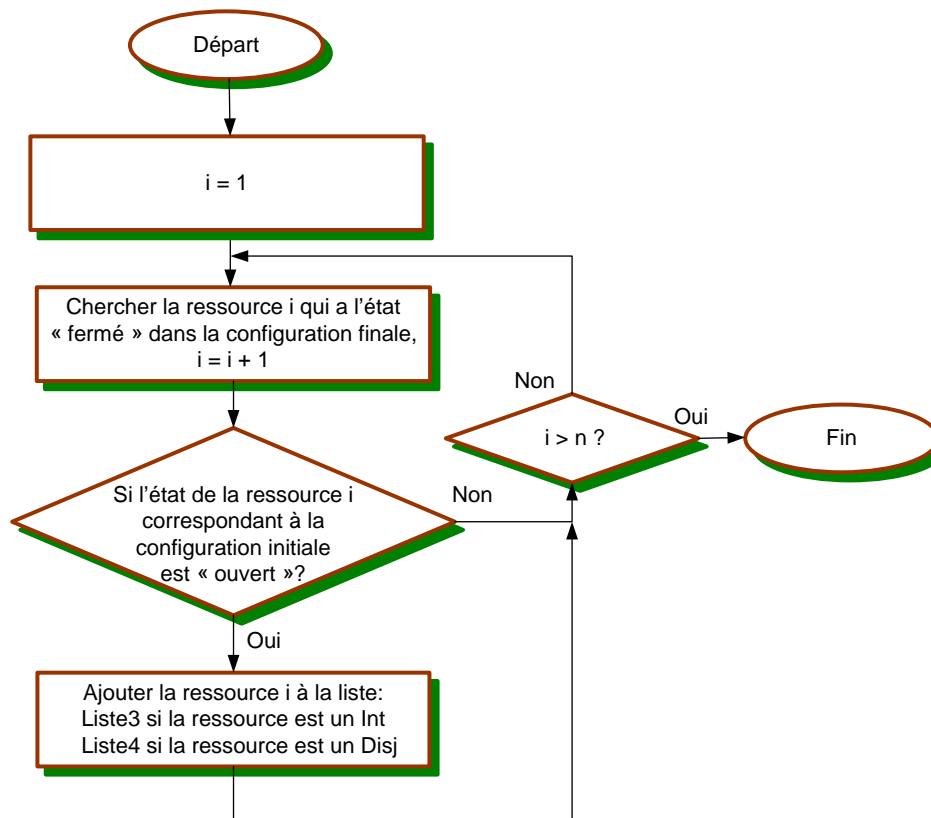 Départ
i = 1
Chercher la ressource i qui a l’état
« fermé » dans la configuration finale,
i = i + 1
Non
i > n ?
Oui
Fin
Si l’état de la ressource i
correspondant à la
configuration initiale
est « ouvert »?
Non
Oui
Ajouter la ressource i à la liste:
Liste3 si la ressource est un Int
Liste4 si la ressource est un Disj